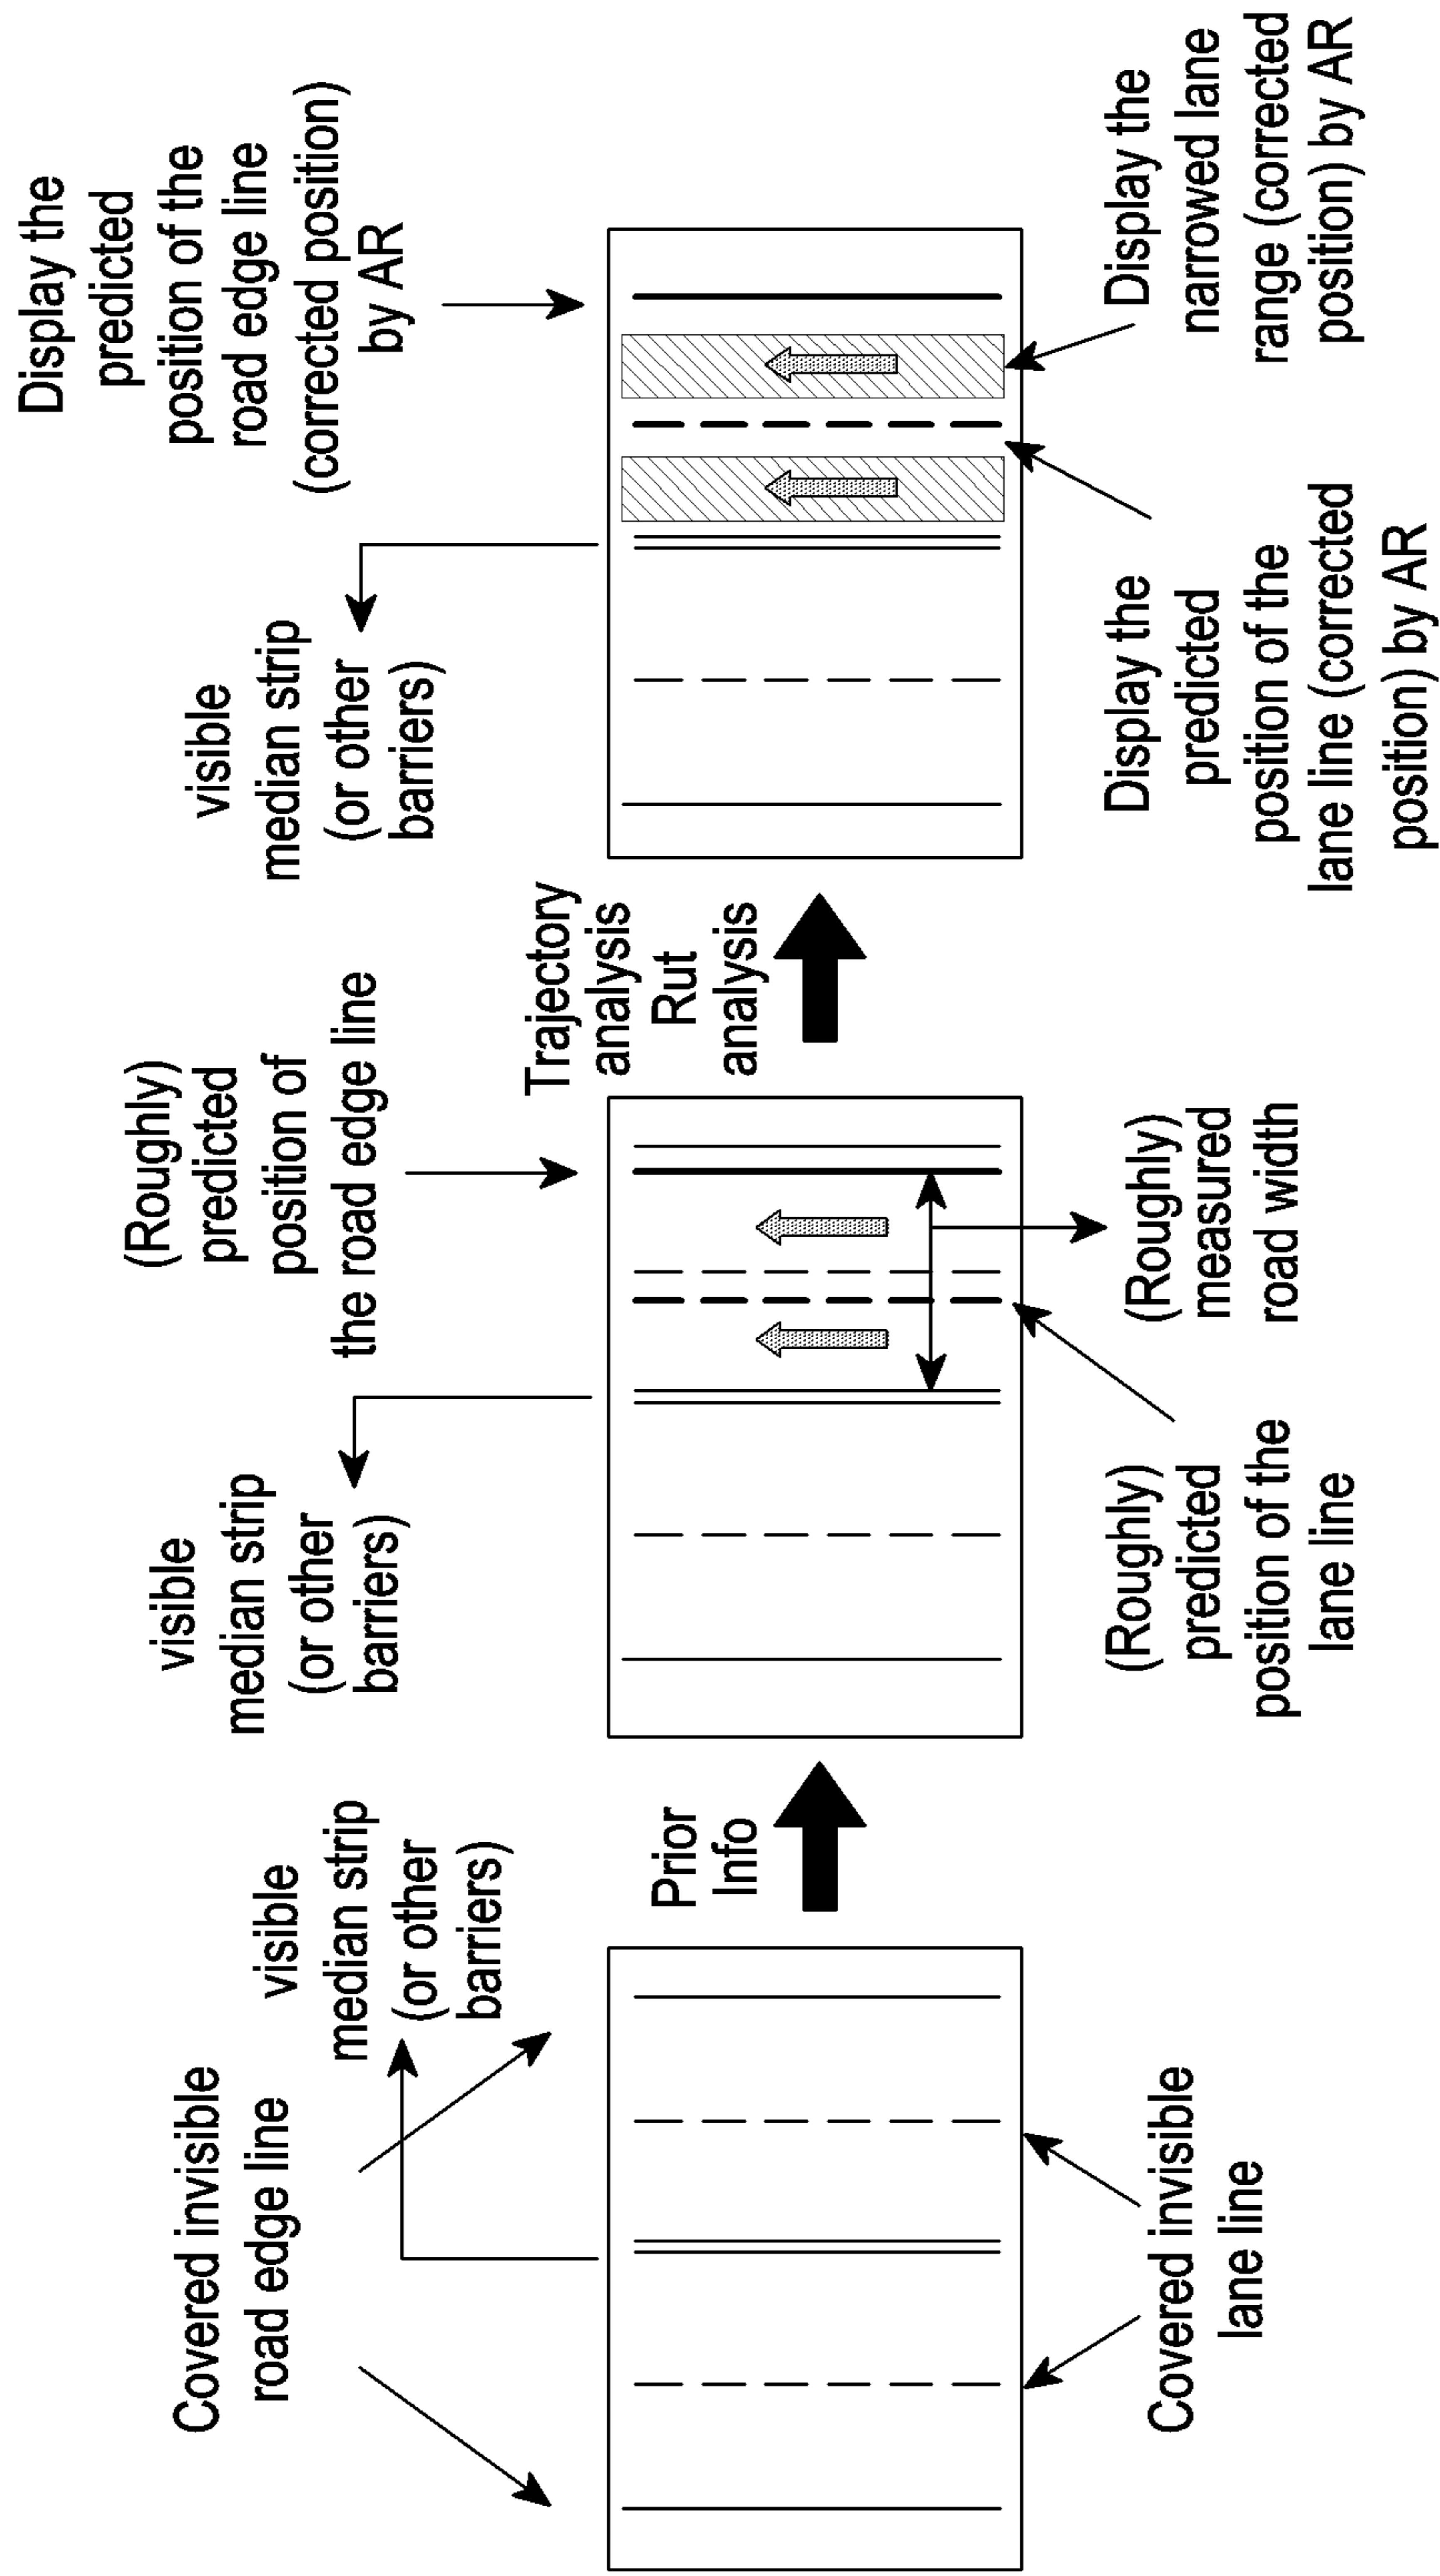 Covered invisible
road edge line
visible
median strip
(or other
barriers)
Covered invisible
lane line
Prior
Info
visible
median strip
(or other
barriers)
(Roughly)
predicted
position of
the road edge line
(Roughly)
predicted
position of the
lane line
(Roughly)
measured
road width
Trajectory
analysis
Rut
analysis
visible
median strip
(or other
barriers)
Display the
predicted
position of the
road edge line
(corrected position)
by AR
Display the
predicted
position of the
lane line (corrected
position) by AR
Display the
narrowed lane
range (corrected
position) by AR